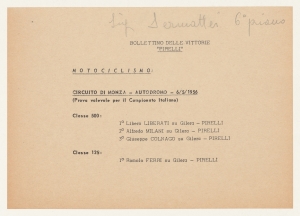 6° piano
BOLLETTINO DELLE VITTORIE
"PIRELLI"
MOTOCICLISMO:
CIRCUITO DI MONZA - AUTODROMO - 6/5/1956
(Prova valevole per il Campionato Italiano)
Classe 500:
1° Libero LIBERATI su Gilera - PIRELLI
2° Alfredo MILANI su Gilera - PIRELLI
3° Giuseppe COLNAGO su Gilera - PIRELLI
Classe 125:
1° Romolo FERRI su Gilera - PIRELLI